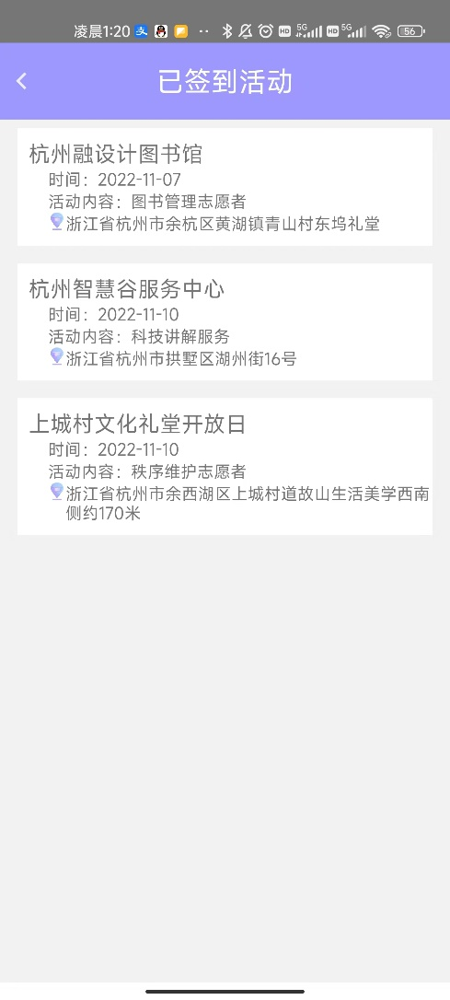 凌晨1:20 支 ·· HD 5G HD 5G 56
已签到活动
杭州融设计图书馆
时间：2022-11-07
活动内容：图书管理志愿者
浙江省杭州市余杭区黄湖镇青山村东坞礼堂
杭州智慧谷服务中心
时间：2022-11-10
活动内容：科技讲解服务
浙江省杭州市拱墅区湖州街16号
上城村文化礼堂开放日
时间：2022-11-10
活动内容：秩序维护志愿者
浙江省杭州市余西湖区上城村道故山生活美学西南
侧约170米